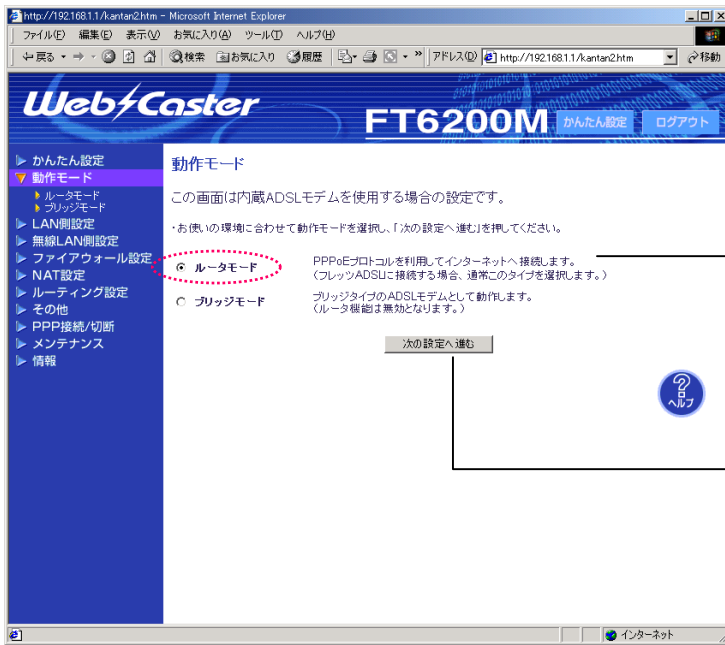 http://192.168.1.1/kantan2.htm - Microsoft Internet Explorer
ファイル(F) 編集(E) 表示(V) お気に入り(A) ツール(T) ヘルプ(H)
戻る 検索 お気に入り 履歴 » アドレス(D) http://192.168.1.1/kantan2.htm 移動
Web Caster
FT6200M かんたん設定 ログアウト
かんたん設定
動作モード
ルータモード
ブリッジモード
LAN側設定
無線LAN側設定
ファイアウォール設定
NAT設定
ルーティング設定
その他
PPP接続/切断
メンテナンス
情報
動作モード
この画面は内蔵ADSLモデムを使用する場合の設定です。
・お使いの環境に合わせて動作モードを選択し、「次の設定へ進む」を押してください。
ルータモード
PPPoEプロトコルを利用してインターネットへ接続します。
(フレッツADSLに接続する場合、通常このタイプを選択します。)
ブリッジモード
ブリッジタイプのADSLモデムとして動作します。
(ルータ機能は無効となります。)
次の設定へ進む
?
ヘルプ
インターネット